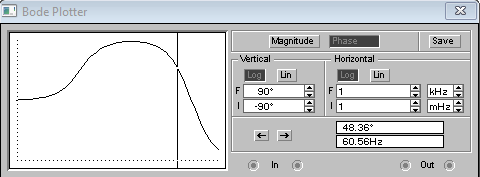 Bode Plotter
Magnitude Phase Save
Vertical Horizontal
Log Lin Log Lin
F 90° F 1 kHz
I -90° I 1 mHz
48.36°
60.56Hz
In Out